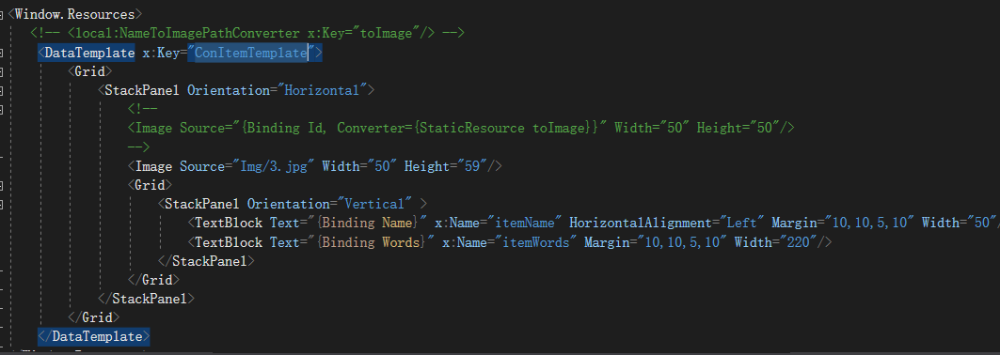 <Window.Resources>
<!-- <local:NameToImagePathConverter x:Key="toImage"/> -->
<DataTemplate x:Key="ConItemTemplate">
<Grid>
<StackPanel Orientation="Horizontal">
<!--
<Image Source="{Binding Id, Converter={StaticResource toImage}}" Width="50" Height="50"/>
-->
<Image Source="Img/3.jpg" Width="50" Height="59"/>
<Grid>
<StackPanel Orientation="Vertical" >
<TextBlock Text="{Binding Name}" x:Name="itemName" HorizontalAlignment="Left" Margin="10,10,5,10" Width="50"/
<TextBlock Text="{Binding Words}" x:Name="itemWords" Margin="10,10,5,10" Width="220"/>
</StackPanel>
</Grid>
</StackPanel>
</Grid>
</DataTemplate>